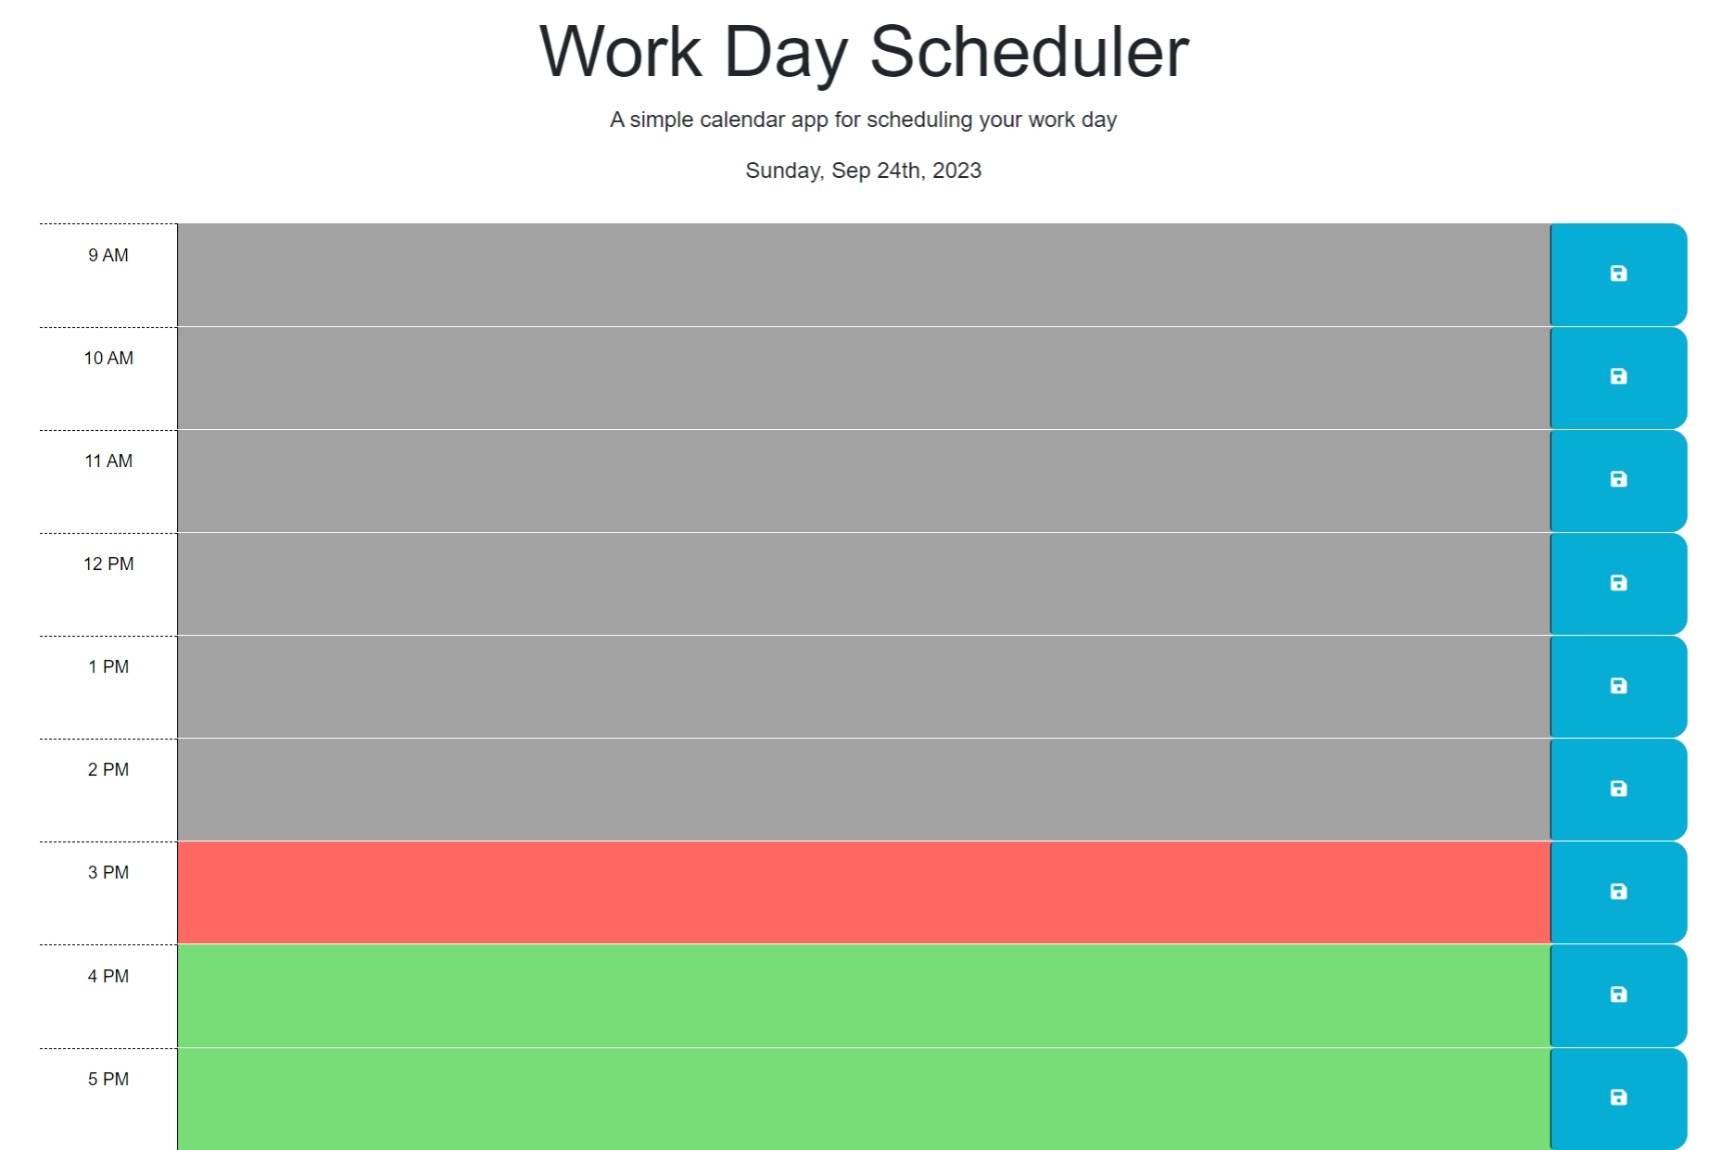 Work Day Scheduler
A simple calendar app for scheduling your work day
Sunday, Sep 24th, 2023
9 AM
10 AM
11 AM
12 PM
1 PM
2 PM
3 PM
4 PM
5 PM